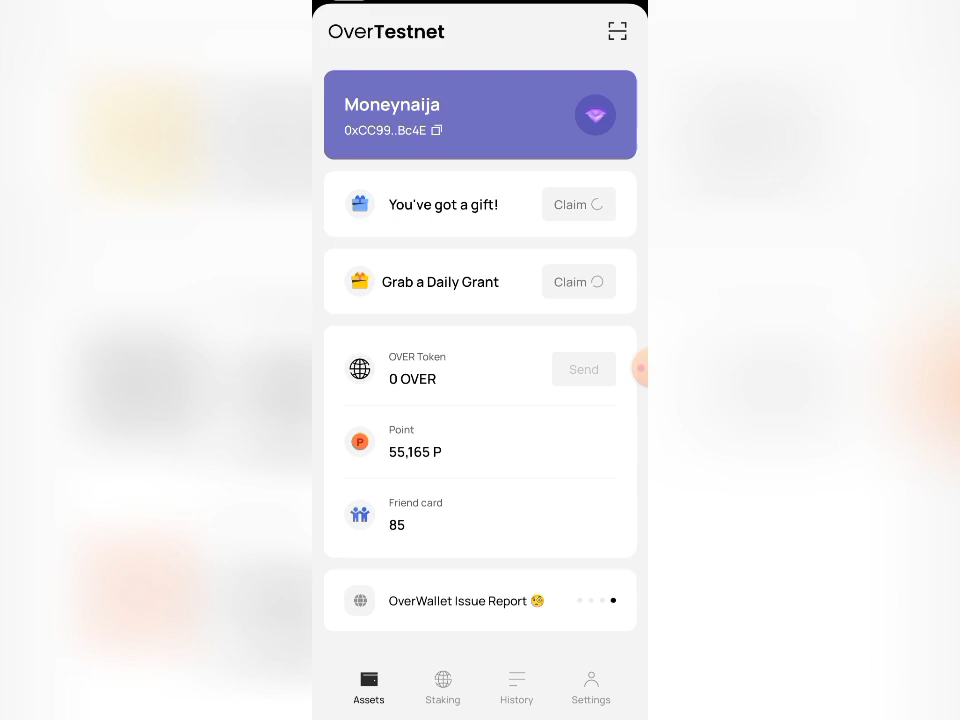 OverTestnet
Moneynaija
0xCC99..Bc4E
You've got a gift!
Claim
Grab a Daily Grant
Claim
OVER Token
0 OVER
Send
Point
P
55,165 P
Friend card
85
OverWallet Issue Report 🧐
Assets
Staking
History
Settings